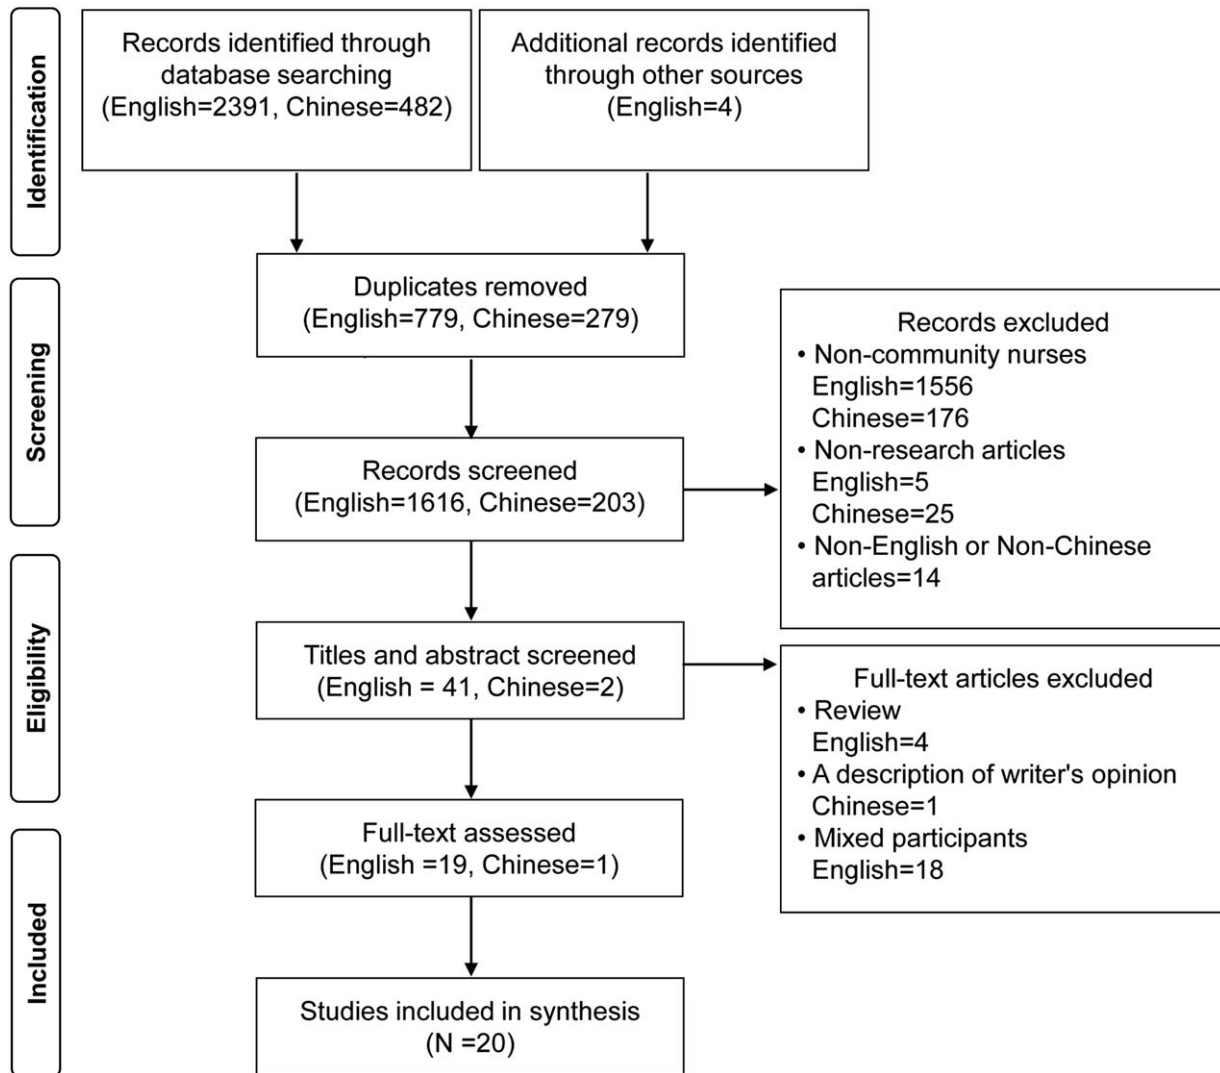 Identification
Records identified through
database searching
(English=2391, Chinese=482)
Additional records identified
through other sources
(English=4)
Screening
Duplicates removed
(English=779, Chinese=279)
Records screened
(English=1616, Chinese=203)
Records excluded
• Non-community nurses
English=1556
Chinese=176
• Non-research articles
English=5
Chinese=25
• Non-English or Non-Chinese
articles=14
Eligibility
Titles and abstract screened
(English = 41, Chinese=2)
Full-text articles excluded
• Review
English=4
• A description of writer's opinion
Chinese=1
• Mixed participants
English=18
Included
Full-text assessed
(English =19, Chinese=1)
Studies included in synthesis
(N =20)